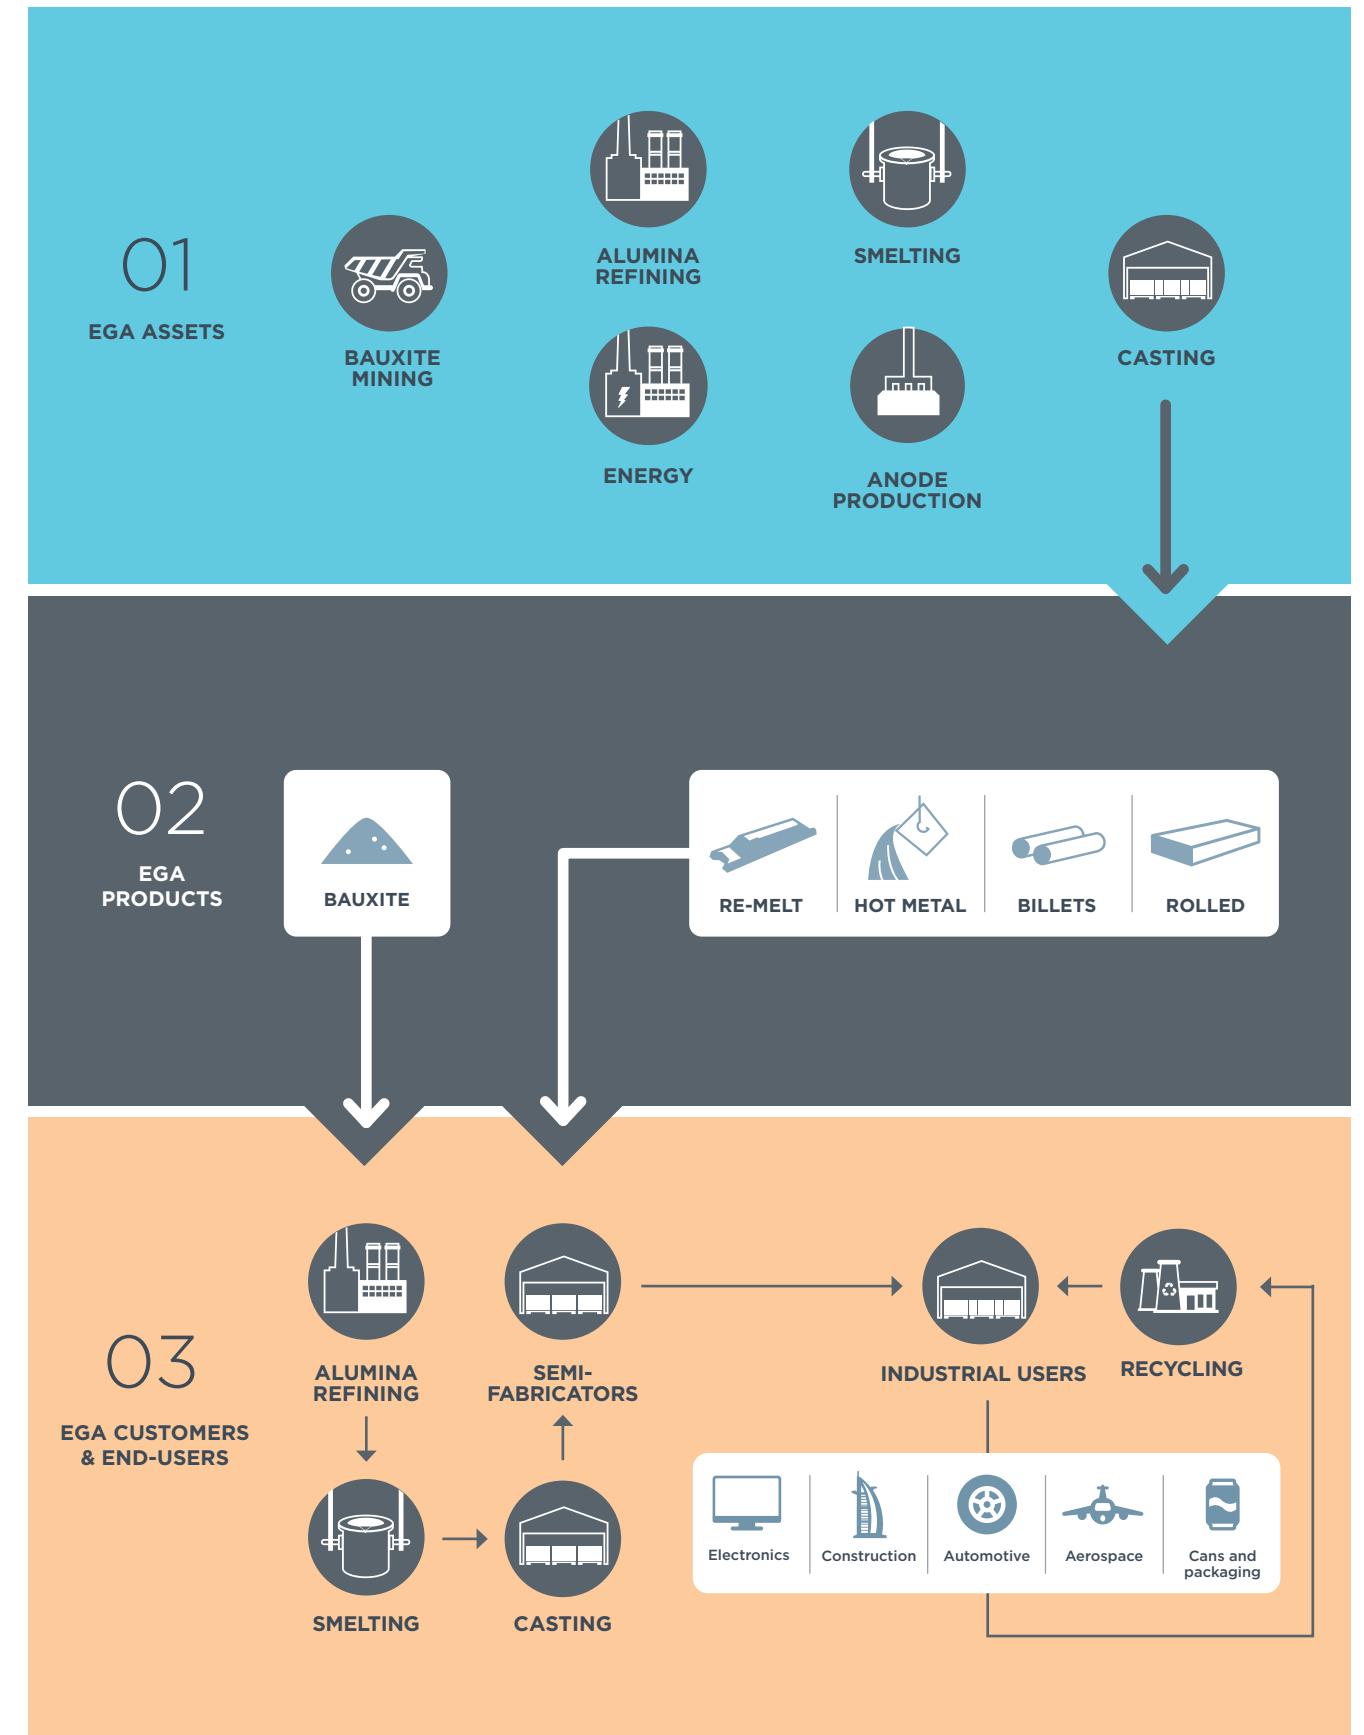 01
EGA ASSETS
BAUXITE
MINING
ALUMINA
REFINING
ENERGY
SMELTING
ANODE
PRODUCTION
CASTING
02
EGA
PRODUCTS
BAUXITE
RE-MELT
HOT METAL
BILLETS
ROLLED
03
EGA CUSTOMERS
& END-USERS
ALUMINA
REFINING
SEMI-
FABRICATORS
INDUSTRIAL USERS
RECYCLING
SMELTING
CASTING
Electronics
Construction
Automotive
Aerospace
Cans and
packaging